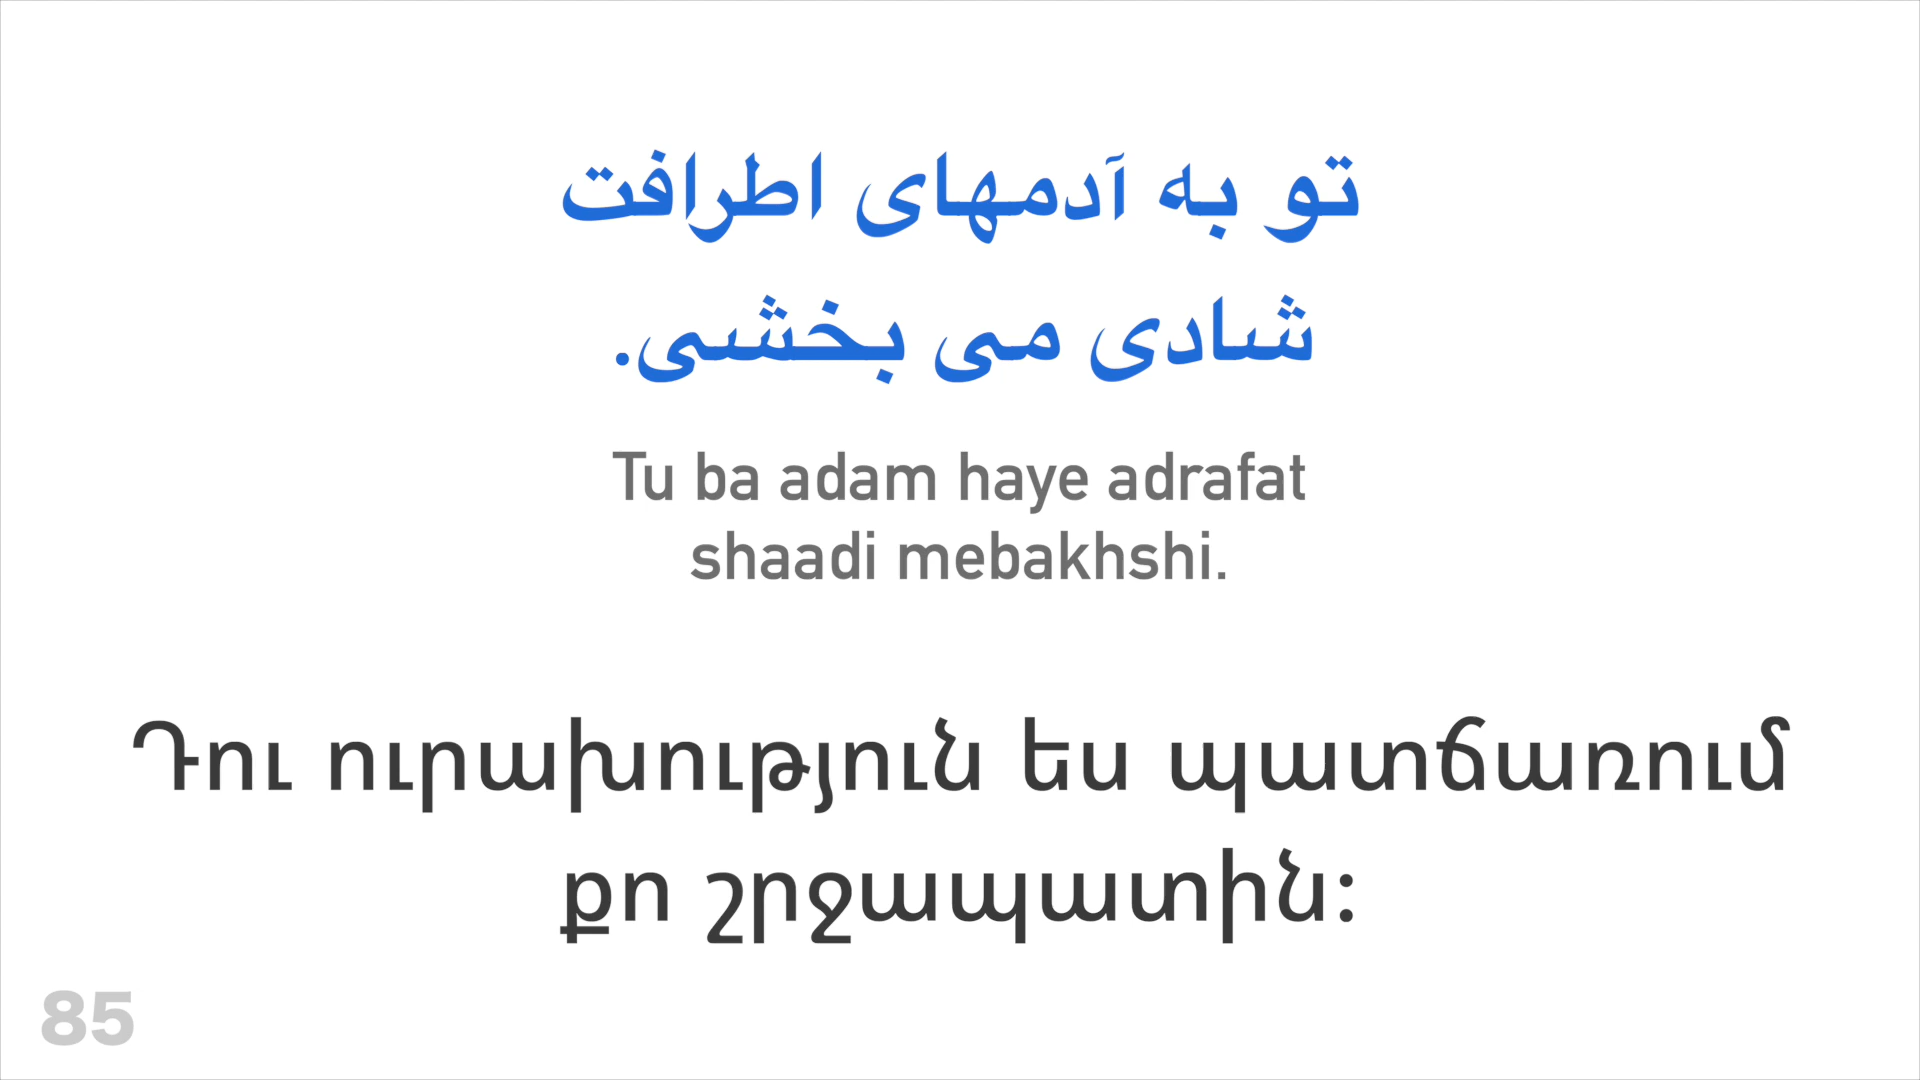 تو به آدمهای اطرافت
شادی می بخشی.
Tu ba adam haye adrafat
shaadi mebakhshi.
Դու ուրախություն ես պատճառում
քո շրջապատին:
85